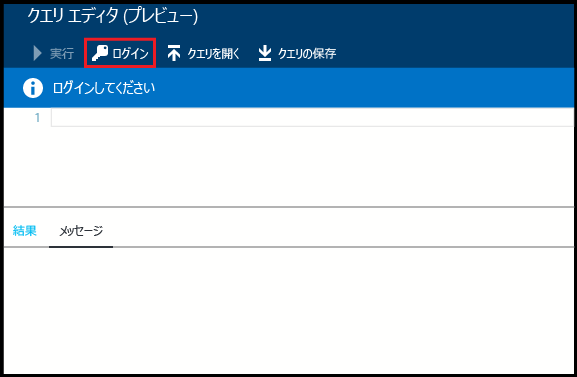 クエリ エディタ (プレビュー)
実行 ログイン クエリを開く クエリの保存
ログインしてください
1
結果 メッセージ